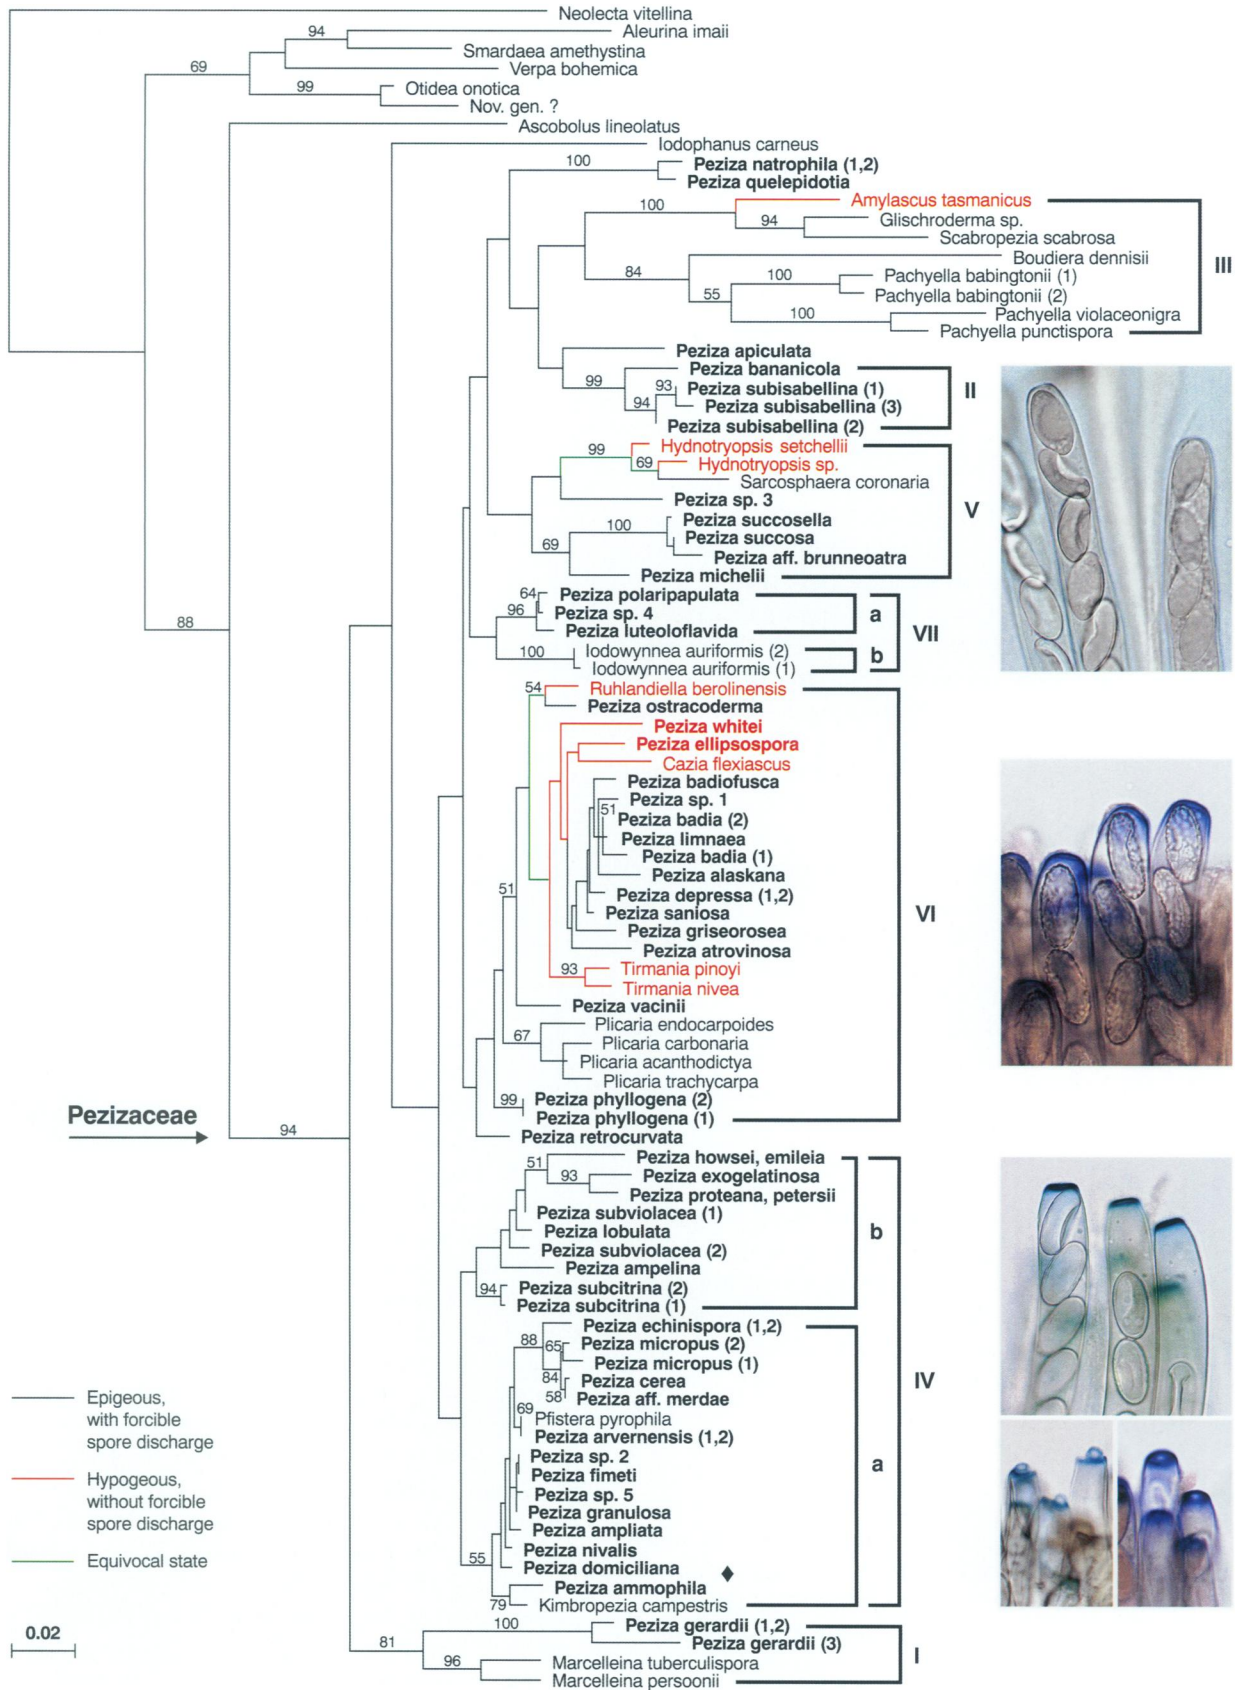 Neolecta vitellina
94
Aleurina imaii
Smardaea amethystina
69
Verpa bohemica
99
Otidea onotica
Nov. gen. ?
Ascobolus lineolatus
Iodophanus carneus
100
Peziza natrophila (1,2)
Peziza quelepidotia
100
Amylascus tasmanicus
94
Glischroderma sp.
Scabropezia scabrosa
Boudiera dennisii
III
84
100
Pachyella babingtonii (1)
55
Pachyella babingtonii (2)
100
Pachyella violaceonigra
Pachyella punctispora
Peziza apiculata
Peziza bananicola
99
93
Peziza subisabellina (1)
II
94
Peziza subisabellina (3)
Peziza subisabellina (2)
99
Hydnotryopsis setchellii
69
Hydnotryopsis sp.
Sarcosphaera coronaria
Peziza sp. 3
V
100
Peziza succosella
Peziza succosa
69
Peziza aff. brunneoatra
Peziza michelii
64
Peziza polaripapulata
96
Peziza sp. 4
a
Peziza luteoloflavida
VII
100
Iodowynnea auriformis (2)
b
Iodowynnea auriformis (1)
54
Ruhlandiella berolinensis
Peziza ostracoderma
Peziza whitei
Peziza ellipsospora
Cazia flexiascus
Peziza badiofusca
Peziza sp. 1
51
Peziza badia (2)
Peziza limnaea
Peziza badia (1)
Peziza alaskana
51
Peziza depressa (1,2)
Peziza saniosa
VI
Peziza griseorosea
Peziza atrovinosa
93
Tirmania pinoyi
Tirmania nivea
Peziza vacinii
Plicaria endocarpoides
67
Plicaria carbonaria
Plicaria acanthodictya
Plicaria trachycarpa
99
Peziza phyllogena (2)
Peziza phyllogena (1)
Peziza retrocurvata
88
Pezizaceae
94
51
Peziza howsei, emileia
93
Peziza exogelatinosa
Peziza proteana, petersii
Peziza subviolacea (1)
Peziza lobulata
b
Peziza subviolacea (2)
Peziza ampelina
94
Peziza subcitrina (2)
Peziza subcitrina (1)
Peziza echinispora (1,2)
88
65
Peziza micropus (2)
Peziza micropus (1)
84
Peziza cerea
IV
58
Peziza aff. merdae
69
Pfistera pyrophila
Peziza arvernensis (1,2)
Peziza sp. 2
a
Peziza fimeti
Peziza sp. 5
Peziza granulosa
Peziza ampliata
Peziza nivalis
55
Peziza domiciliana
♦
Peziza ammophila
79
Kimbropezia campestris
100
Peziza gerardii (1,2)
81
Peziza gerardii (3)
I
96
Marcelleina tuberculispora
Marcelleina persoonii
Epigeous,
with forcible
spore discharge
Hypogeous,
without forcible
spore discharge
Equivocal state
0.02